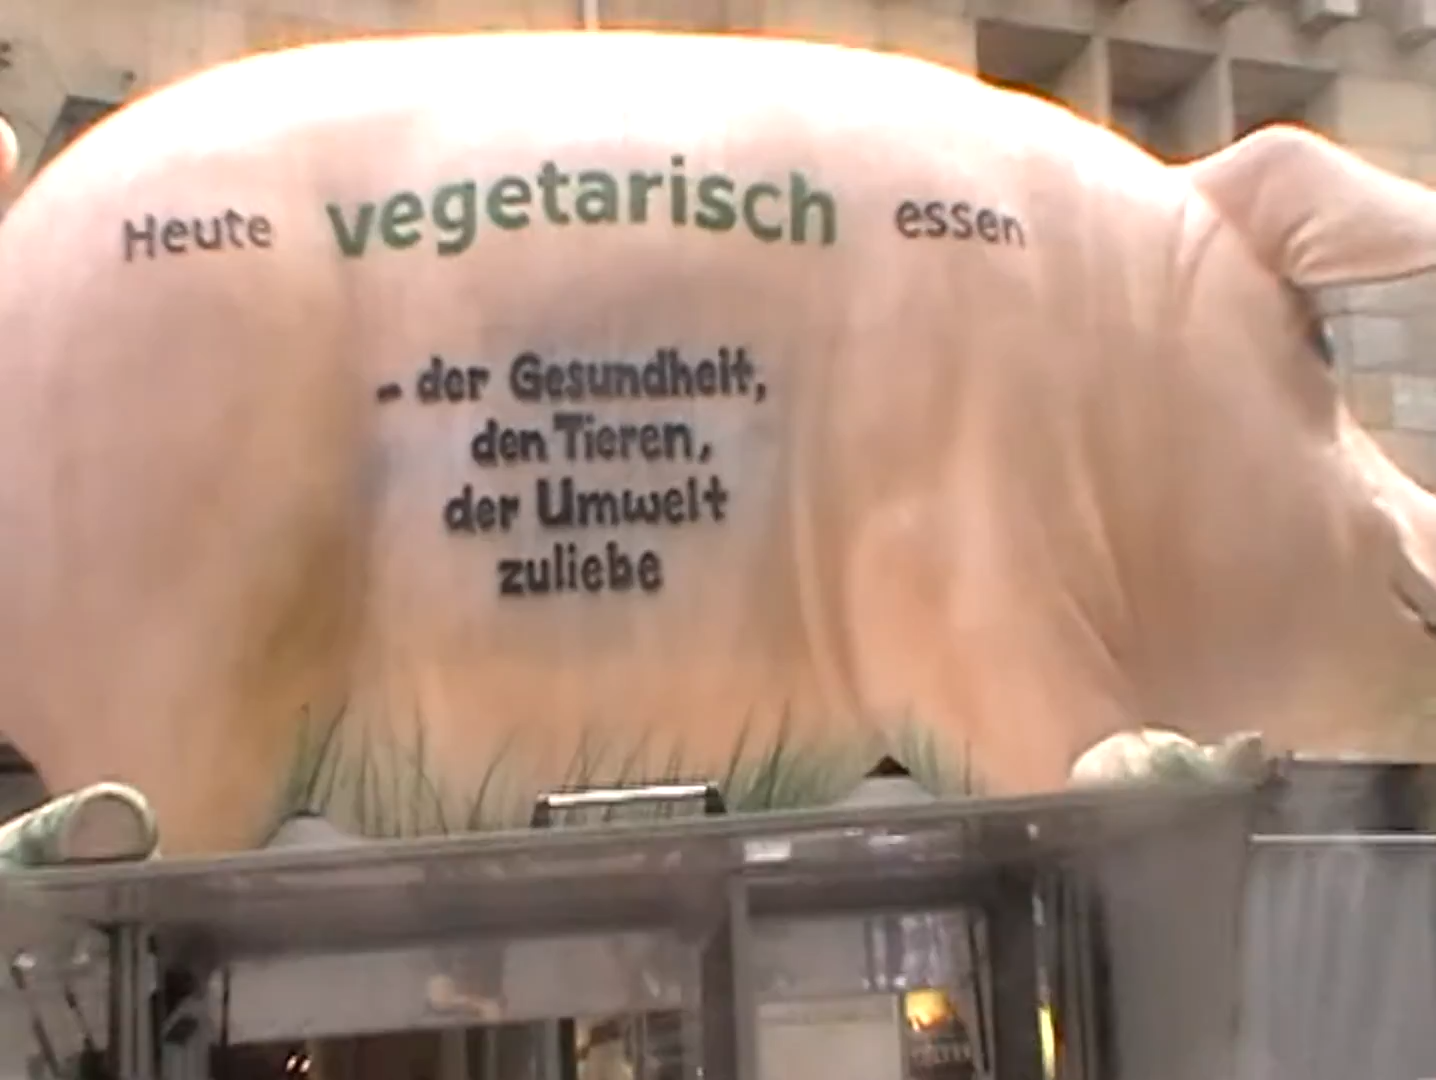 Heute vegetarisch essen
- der Gesundheit,
den Tieren,
der Umwelt
zuliebe